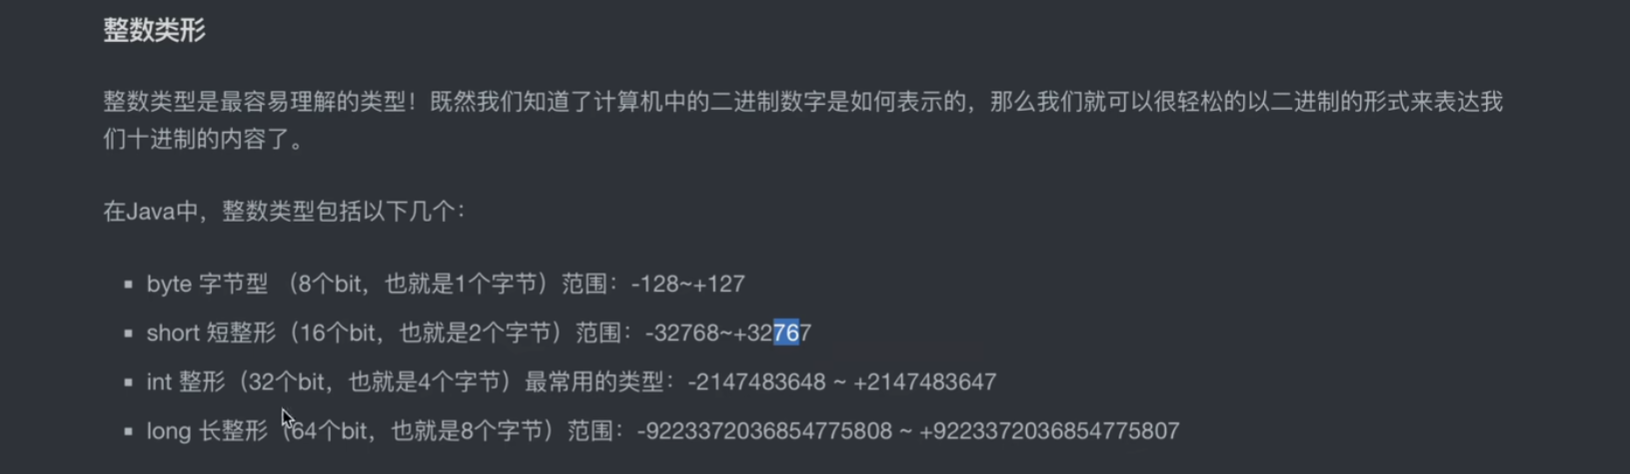 整数类形
整数类型是最容易理解的类型！既然我们知道了计算机中的二进制数字是如何表示的，那么我们就可以很轻松的以二进制的形式来表达我
们十进制的内容了。
在Java中，整数类型包括以下几个：
▪ byte 字节型 （8个bit，也就是1个字节）范围：-128~+127
▪ short 短整形（16个bit，也就是2个字节）范围：-32768~+32767
▪ int 整形（32个bit，也就是4个字节）最常用的类型：-2147483648 ~ +2147483647
▪ long 长整形（64个bit，也就是8个字节）范围：-9223372036854775808 ~ +9223372036854775807